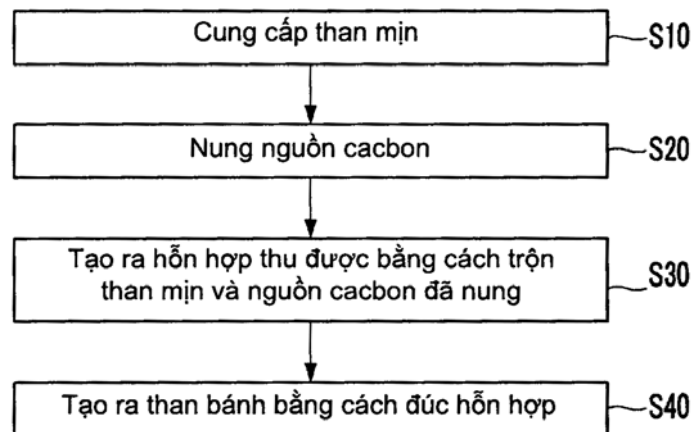 Cung cấp than mịn
S10
Nung nguồn cacbon
S20
Tạo ra hỗn hợp thu được bằng cách trộn
than mịn và nguồn cacbon đã nung
S30
Tạo ra than bánh bằng cách đúc hỗn hợp
S40